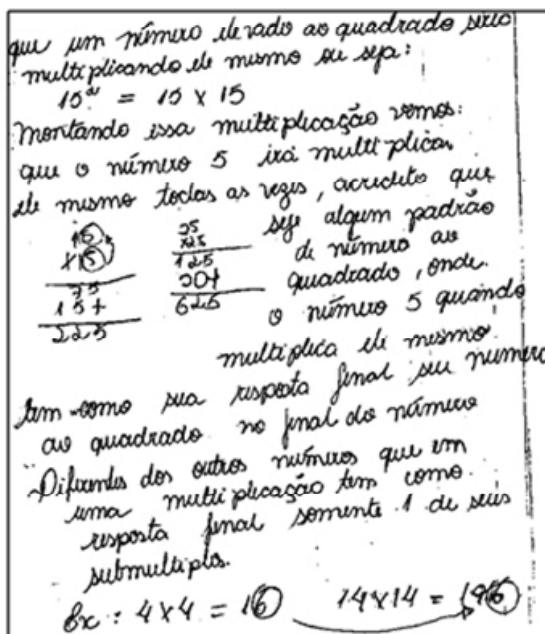 que um número elevado ao quadrado seria
multiplicando ele mesmo ou seja:
15² = 15 x 15
Montando essa multiplicação vemos:
que o número 5 irá multiplicar
ele mesmo todas as vezes, acredito que
15 25 seje algum padrão
x15 x25 de número ao
75 125 quadrado, onde
15+ 50+ o número 5 quando
225 625
multiplica ele mesmo
tem como sua resposta final seu numero
ao quadrado no final do número
Diferentes dos outros números que em
uma multiplicação tem como
resposta final somente 1 de seus
submultiplos.
Ex: 4x4 = 16 14x14 = 196